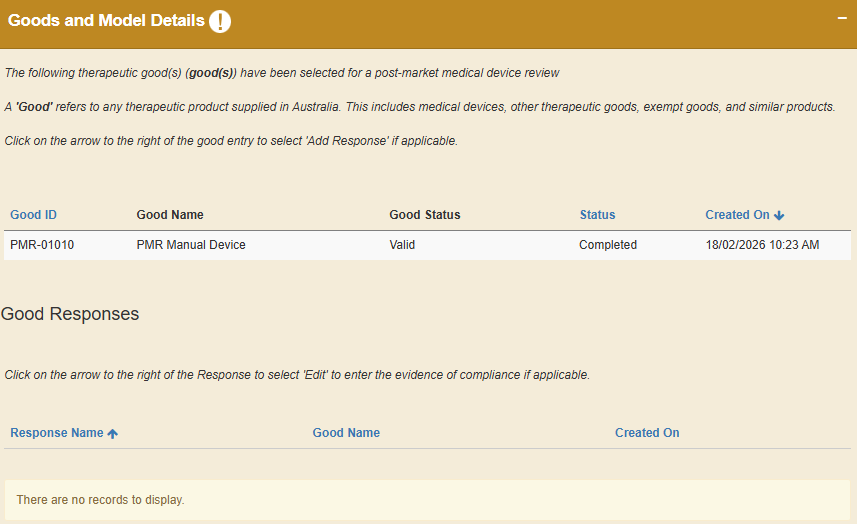 Goods and Model Details
The following therapeutic good(s) (good(s)) have been selected for a post-market medical device review
A 'Good' refers to any therapeutic product supplied in Australia. This includes medical devices, other therapeutic goods, exempt goods, and similar products.
Click on the arrow to the right of the good entry to select 'Add Response' if applicable.
Good ID Good Name Good Status Status Created On
PMR-01010 PMR Manual Device Valid Completed 18/02/2026 10:23 AM
Good Responses
Click on the arrow to the right of the Response to select 'Edit' to enter the evidence of compliance if applicable.
Response Name Good Name Created On
There are no records to display.